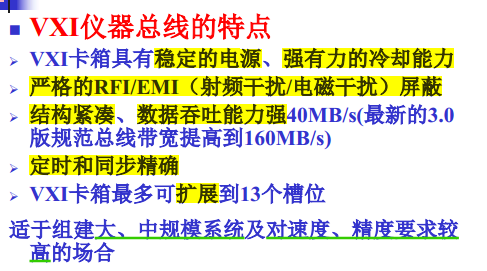 VXI仪器总线的特点
VXI卡箱具有稳定的电源、强有力的冷却能力
严格的RFI/EMI（射频干扰/电磁干扰）屏蔽
结构紧凑、数据吞吐能力强40MB/s(最新的3.0
版规范总线带宽提高到160MB/s)
定时和同步精确
VXI卡箱最多可扩展到13个槽位
适于组建大、中规模系统及对速度、精度要求较
高的场合